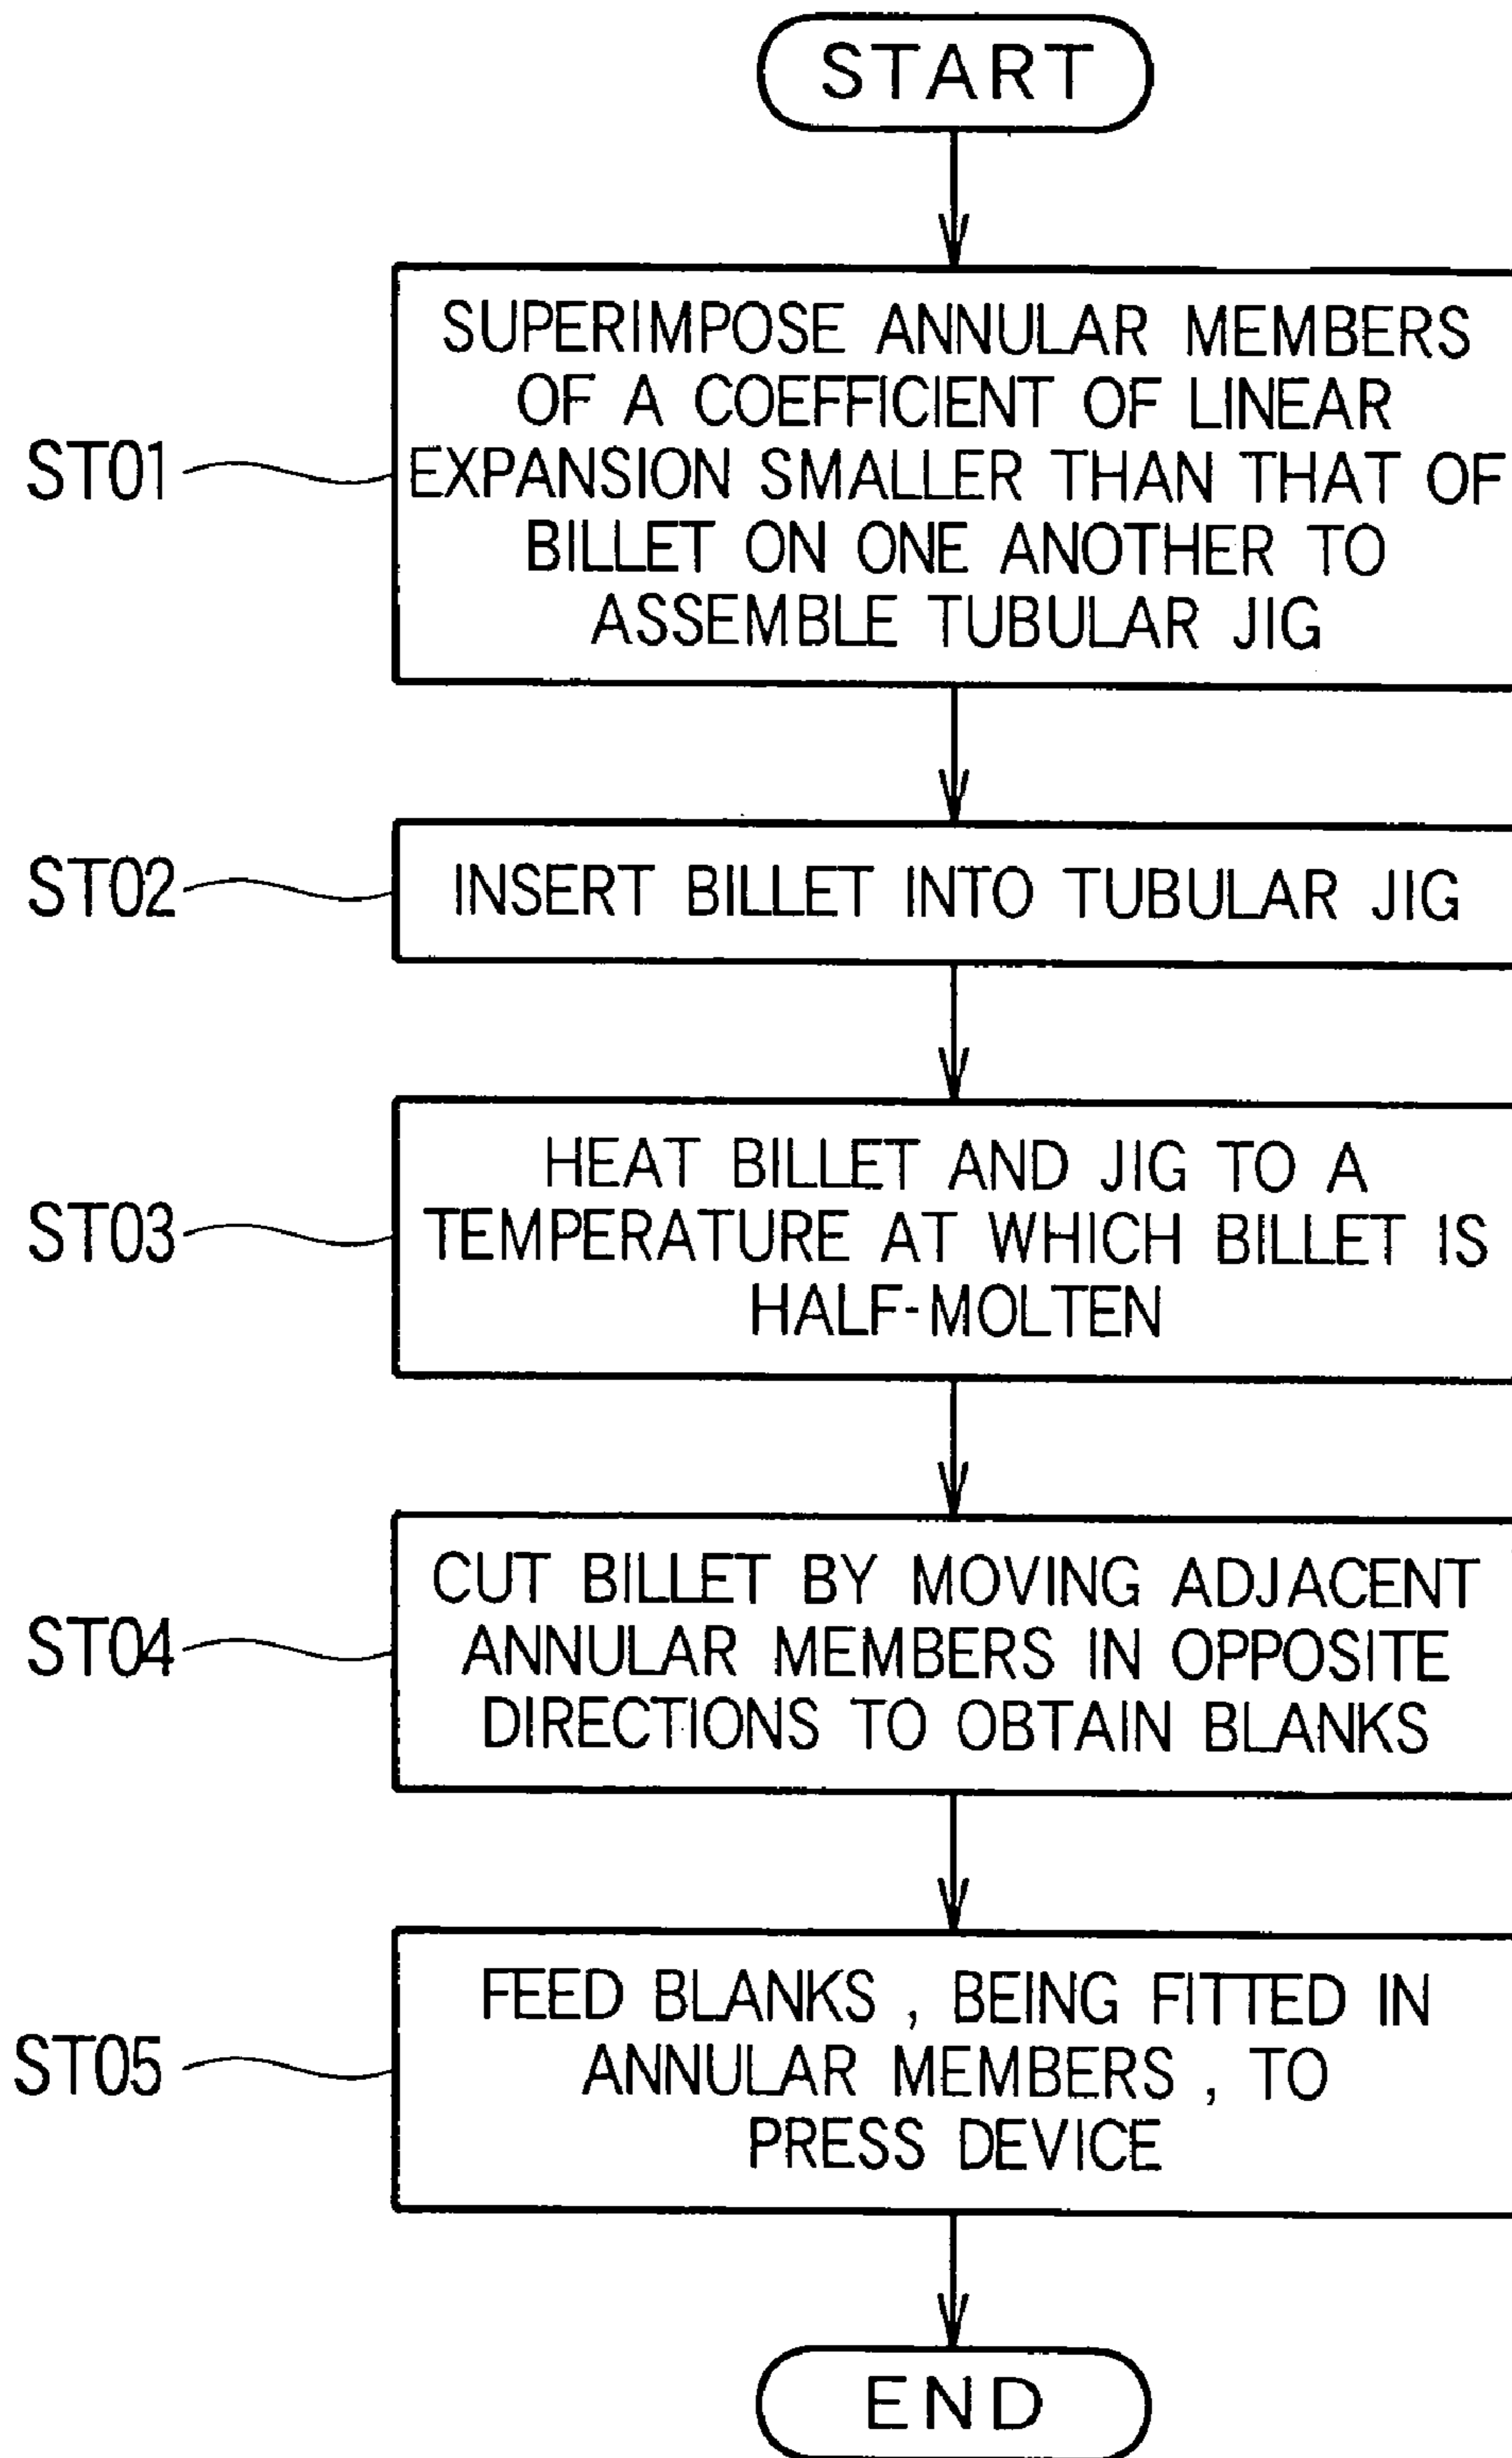 START
SUPERIMPOSE ANNULAR MEMBERS
OF A COEFFICIENT OF LINEAR
ST01 EXPANSION SMALLER THAN THAT OF
BILLET ON ONE ANOTHER TO
ASSEMBLE TUBULAR JIG
ST02 INSERT BILLET INTO TUBULAR JIG
HEAT BILLET AND JIG TO A
ST03 TEMPERATURE AT WHICH BILLET IS
HALF-MOLTEN
CUT BILLET BY MOVING ADJACENT
ST04 ANNULAR MEMBERS IN OPPOSITE
DIRECTIONS TO OBTAIN BLANKS
FEED BLANKS , BEING FITTED IN
ST05 ANNULAR MEMBERS , TO
PRESS DEVICE
END